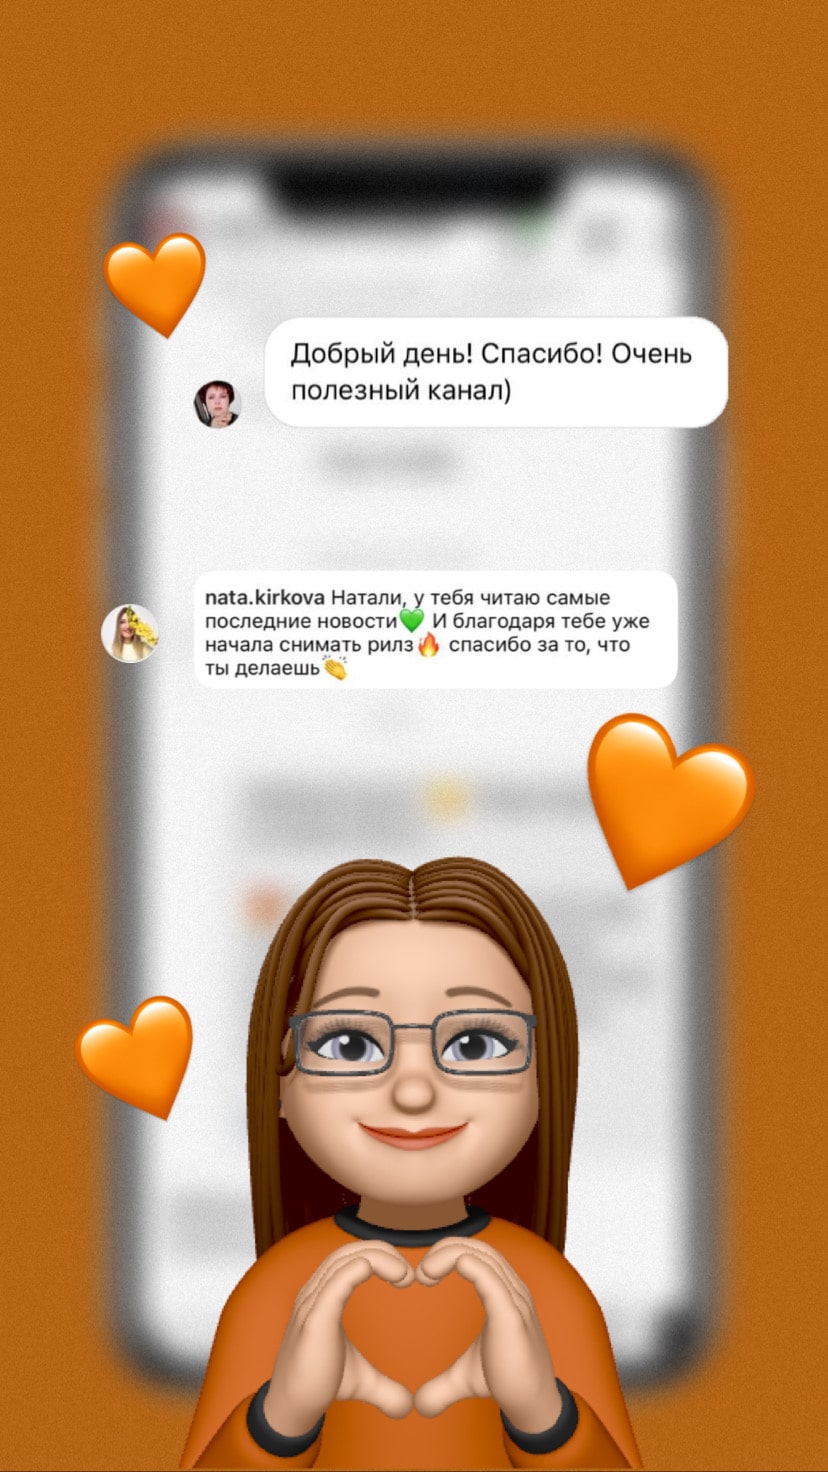 Добрый день! Спасибо! Очень
полезный канал)
nata.kirkova Натали, у тебя читаю самые
последние новости💚 И благодаря тебе уже
начала снимать рилз🔥 спасибо за то, что
ты делаешь👏